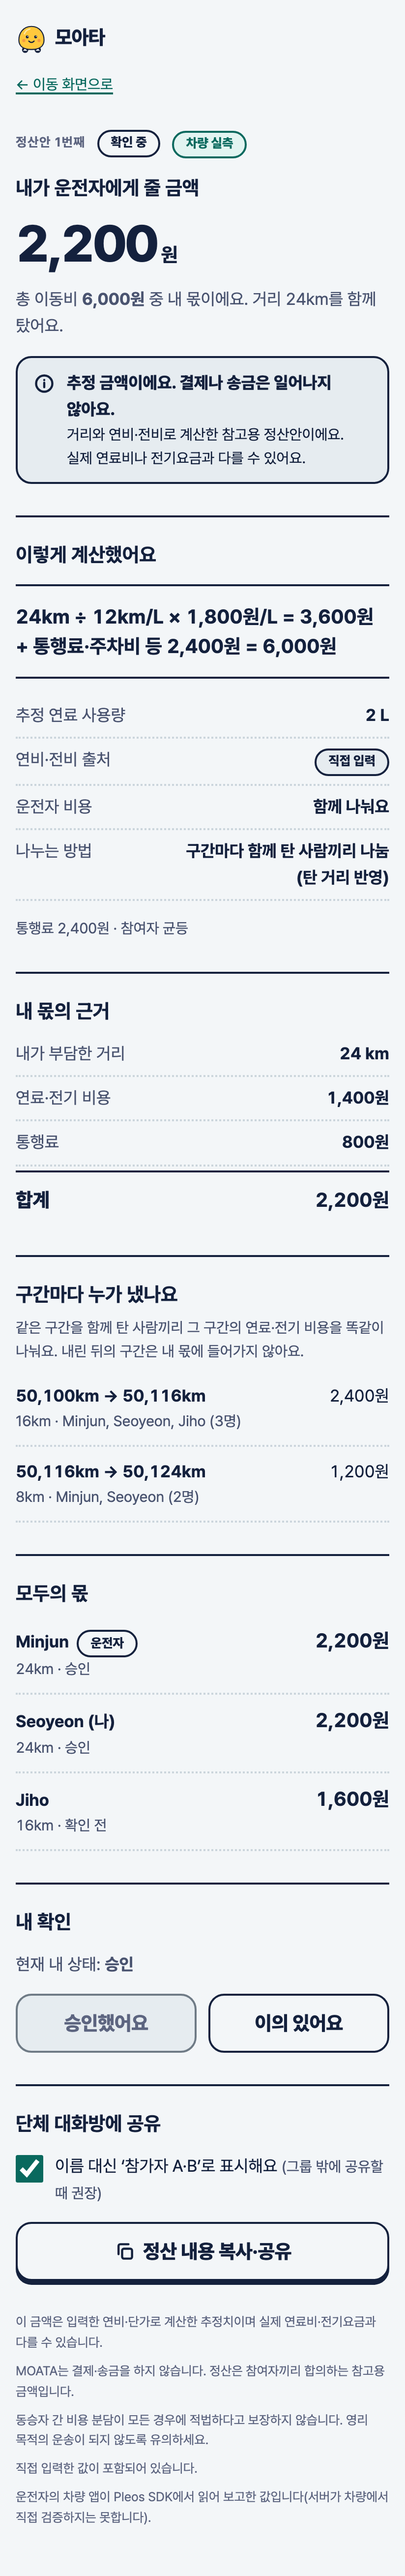 모아타
← 이동 화면으로
정산안 1번째 확인 중 차량 실측
내가 운전자에게 줄 금액
2,200원
총 이동비 6,000원 중 내 몫이에요. 거리 24km를 함께
탔어요.
추정 금액이에요. 결제나 송금은 일어나지
않아요.
거리와 연비·전비로 계산한 참고용 정산안이에요.
실제 연료비나 전기요금과 다를 수 있어요.
이렇게 계산했어요
24km ÷ 12km/L × 1,800원/L = 3,600원
+ 통행료·주차비 등 2,400원 = 6,000원
추정 연료 사용량 2 L
연비·전비 출처 직접 입력
운전자 비용 함께 나눠요
나누는 방법 구간마다 함께 탄 사람끼리 나눔
(탄 거리 반영)
통행료 2,400원 · 참여자 균등
내 몫의 근거
내가 부담한 거리 24 km
연료·전기 비용 1,400원
통행료 800원
합계 2,200원
구간마다 누가 냈나요
같은 구간을 함께 탄 사람끼리 그 구간의 연료·전기 비용을 똑같이
나눠요. 내린 뒤의 구간은 내 몫에 들어가지 않아요.
50,100km → 50,116km 2,400원
16km · Minjun, Seoyeon, Jiho (3명)
50,116km → 50,124km 1,200원
8km · Minjun, Seoyeon (2명)
모두의 몫
Minjun 운전자 2,200원
24km · 승인
Seoyeon (나) 2,200원
24km · 승인
Jiho 1,600원
16km · 확인 전
내 확인
현재 내 상태: 승인
승인했어요 이의 있어요
단체 대화방에 공유
이름 대신 ‘참가자 A·B’로 표시해요 (그룹 밖에 공유할
때 권장)
정산 내용 복사·공유
이 금액은 입력한 연비·단가로 계산한 추정치이며 실제 연료비·전기요금과
다를 수 있습니다.
MOATA는 결제·송금을 하지 않습니다. 정산은 참여자끼리 합의하는 참고용
금액입니다.
동승자 간 비용 분담이 모든 경우에 적법하다고 보장하지 않습니다. 영리
목적의 운송이 되지 않도록 유의하세요.
직접 입력한 값이 포함되어 있습니다.
운전자의 차량 앱이 Pleos SDK에서 읽어 보고한 값입니다(서버가 차량에서
직접 검증하지는 못합니다).